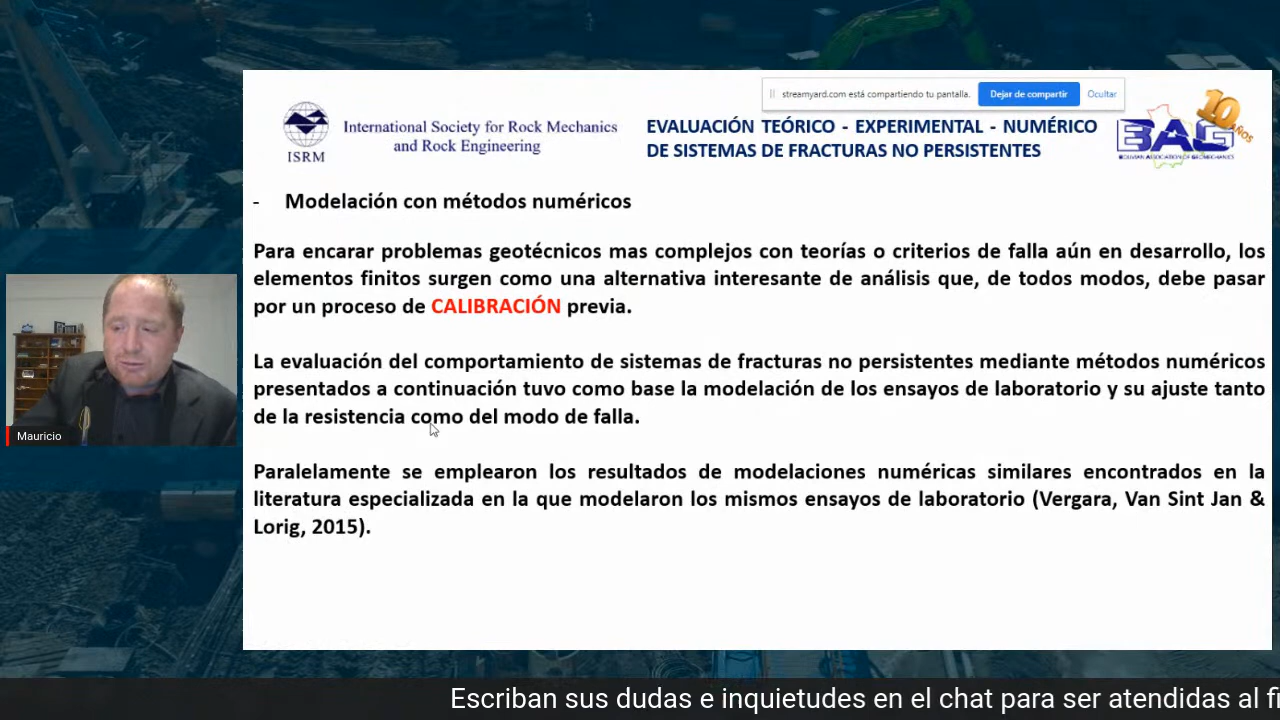 streamyard.com está compartiendo tu pantalla.
Dejar de compartir
Ocultar
ISRM
International Society for Rock Mechanics
and Rock Engineering
EVALUACIÓN TEÓRICO - EXPERIMENTAL - NUMÉRICO
DE SISTEMAS DE FRACTURAS NO PERSISTENTES
10
AÑOS
BAG
BOLIVIAN ASSOCIATION OF GEOMECHANICS
- Modelación con métodos numéricos
Para encarar problemas geotécnicos mas complejos con teorías o criterios de falla aún en desarrollo, los
elementos finitos surgen como una alternativa interesante de análisis que, de todos modos, debe pasar
por un proceso de CALIBRACIÓN previa.
La evaluación del comportamiento de sistemas de fracturas no persistentes mediante métodos numéricos
presentados a continuación tuvo como base la modelación de los ensayos de laboratorio y su ajuste tanto
de la resistencia como del modo de falla.
Paralelamente se emplearon los resultados de modelaciones numéricas similares encontrados en la
literatura especializada en la que modelaron los mismos ensayos de laboratorio (Vergara, Van Sint Jan &
Lorig, 2015).
Mauricio
Escriban sus dudas e inquietudes en el chat para ser atendidas al fi